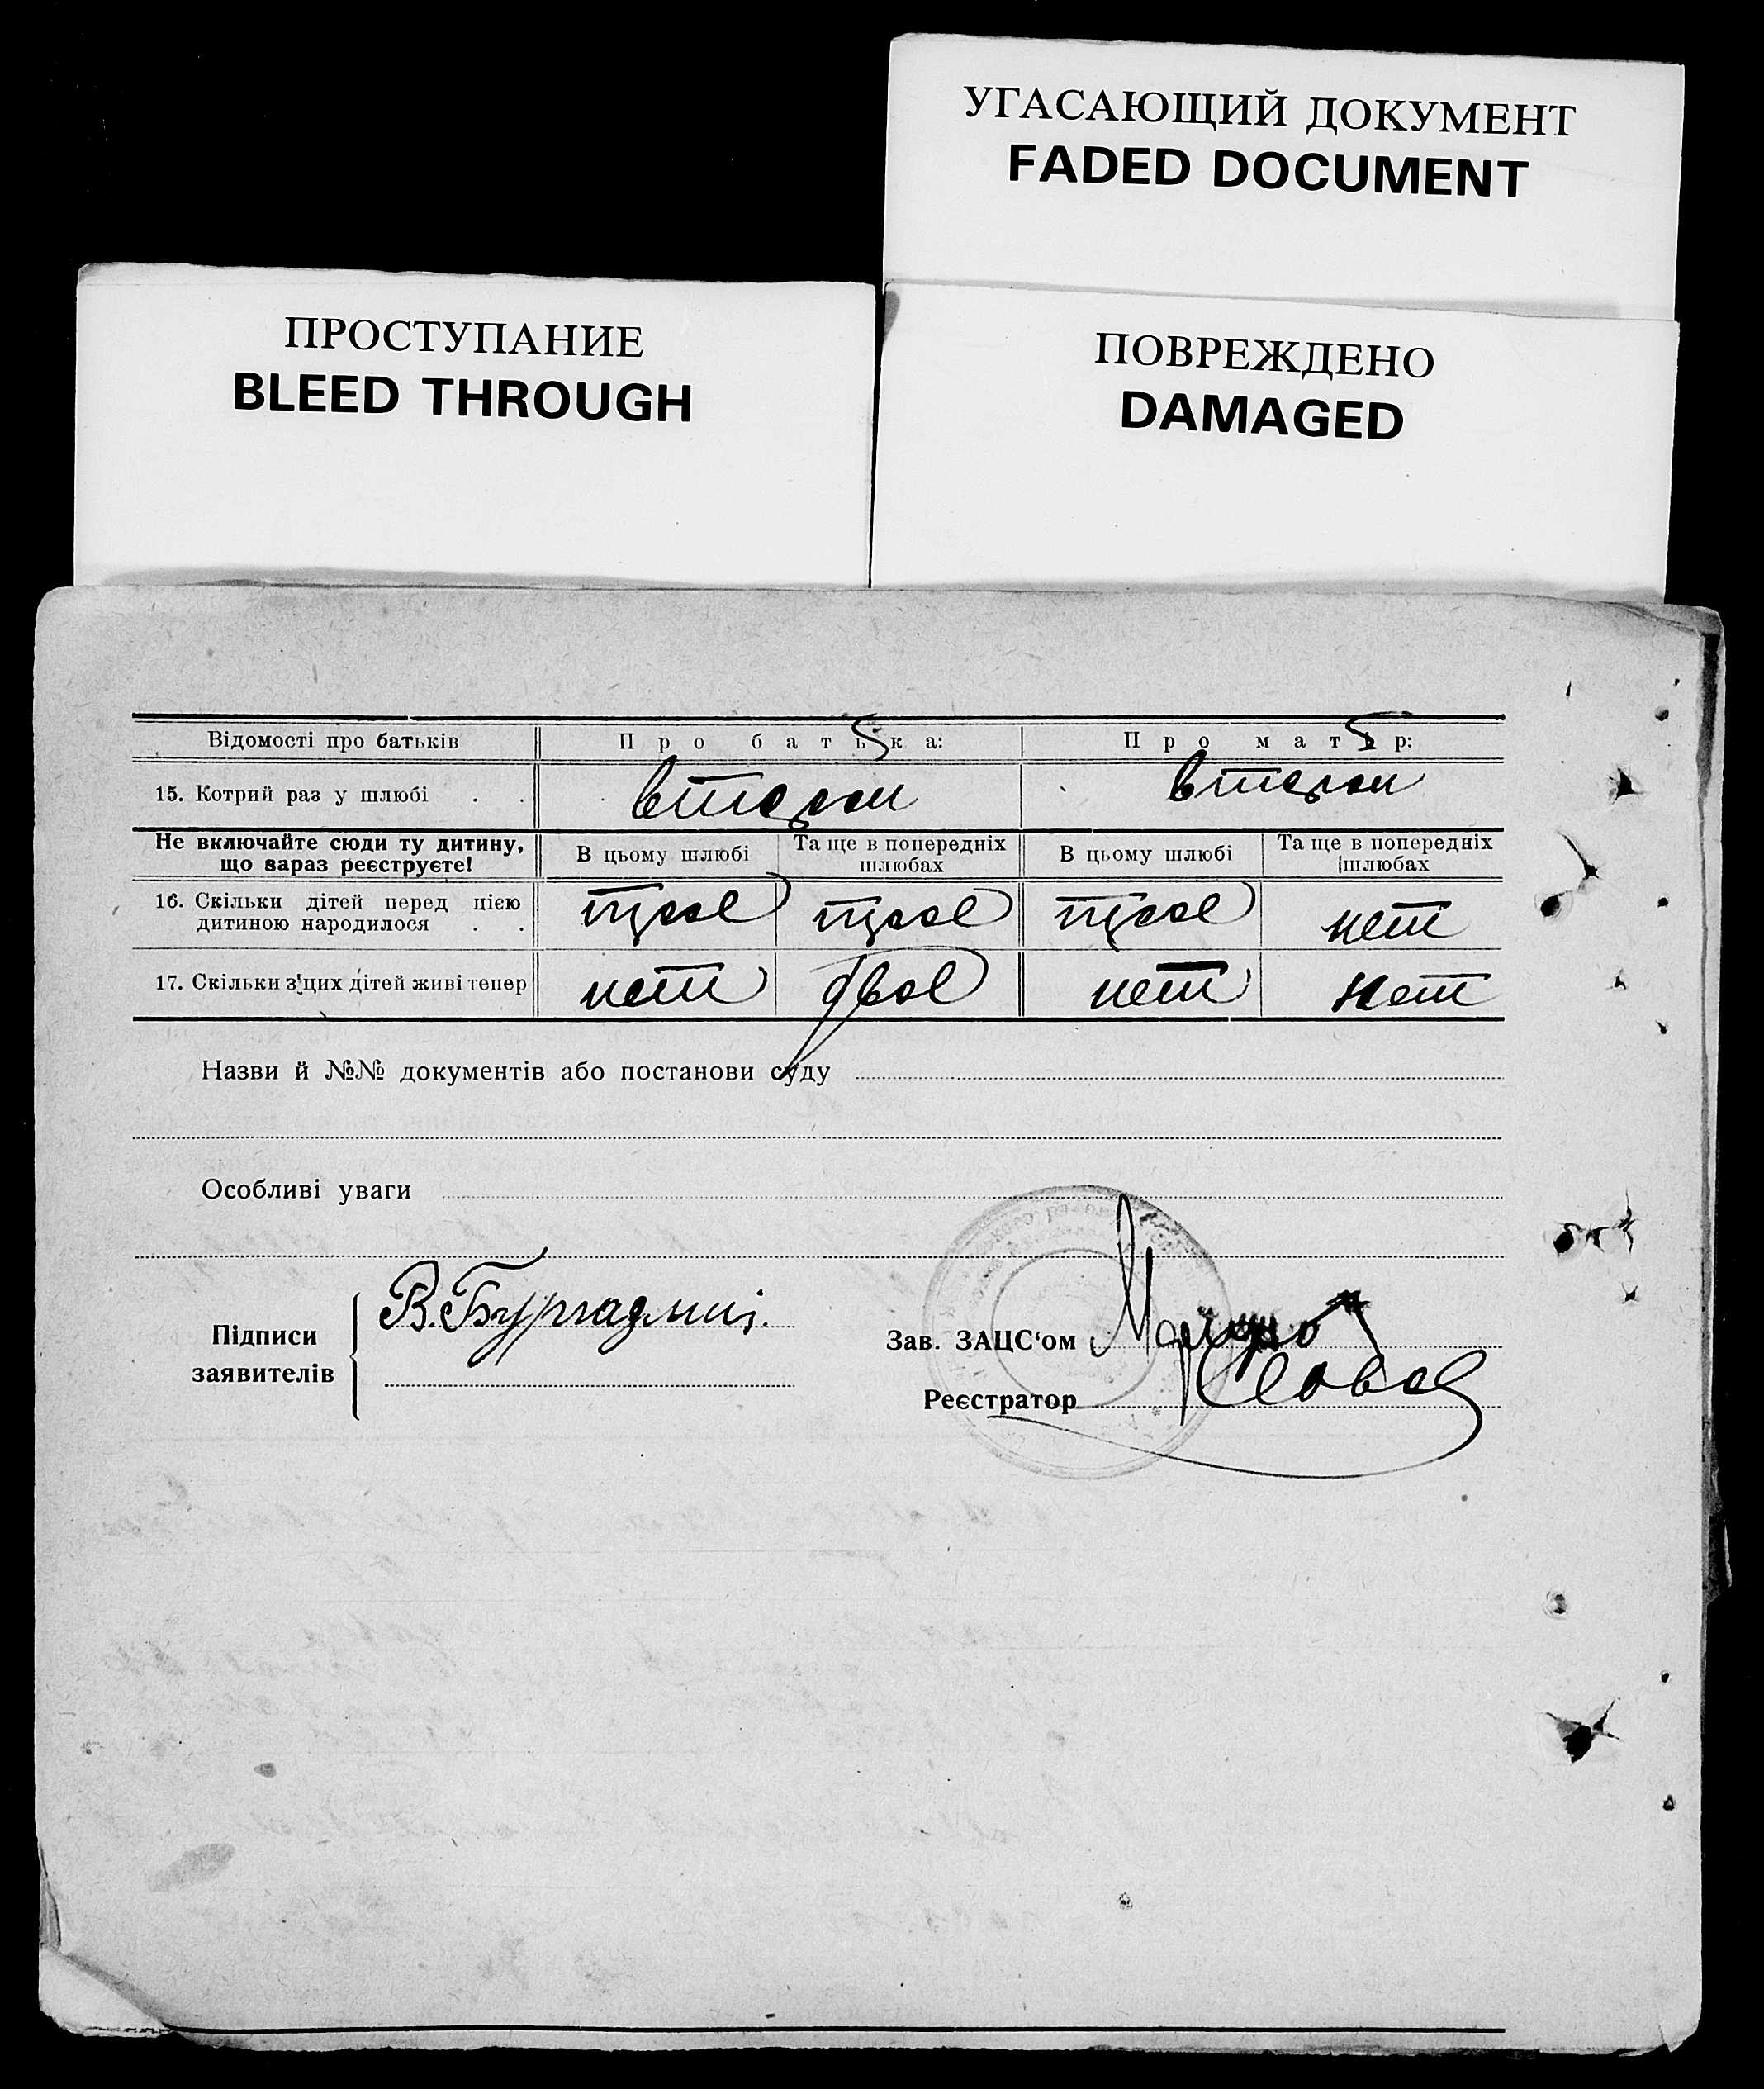 УГАСАЮЩИЙ ДОКУМЕНТ
FADED DOCUMENT
ПРОСТУПАНИЕ
BLEED THROUGH
ПОВРЕЖДЕНО
DAMAGED
Відомості про батьків Про батька: Про матір:
15. Котрий раз у шлюбі . . втором втором
Не включайте сюди ту дитину, що зараз реєструєте! В цьому шлюбі Та ще в попередніх шлюбах В цьому шлюбі Та ще в попередніх шлюбах
16. Скільки дітей перед цією
дитиною народилося . . трое трое трое нет
17. Скільки з'цих дітей живі тепер нет двое нет нет
Назви й №№ документів або постанови суду
Особливі уваги
Підписи
заявителів
В.
Зав. ЗАЦС‘ом
Реєстратор